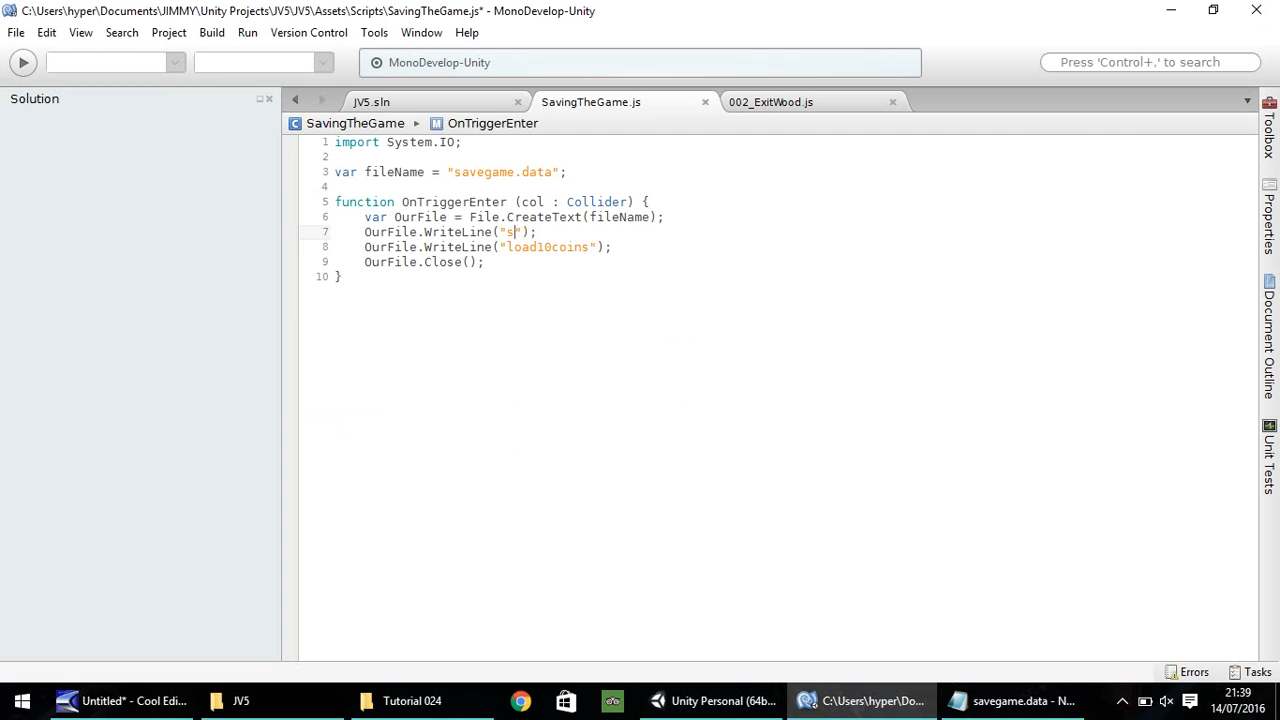 C:\Users\hyper\Documents\JIMMY\Unity Projects\JV5\JV5\Assets\Scripts\SavingTheGame.js* - MonoDevelop-Unity
File Edit View Search Project Build Run Version Control Tools Window Help
MonoDevelop-Unity
Press 'Control+,' to search
Solution
JV5.sln
SavingTheGame.js
002_ExitWood.js
C SavingTheGame
M OnTriggerEnter
1 import System.IO;
2
3 var fileName = "savegame.data";
4
5 function OnTriggerEnter (col : Collider) {
6 var OurFile = File.CreateText(fileName);
7 OurFile.WriteLine("s");
8 OurFile.WriteLine("load10coins");
9 OurFile.Close();
10 }
Toolbox
Properties
Document Outline
Unit Tests
Errors
Tasks
Untitled* - Cool Edi...
JV5
Tutorial 024
Unity Personal (64b...
C:\Users\hyper\Do...
savegame.data - N...
21:39
14/07/2016